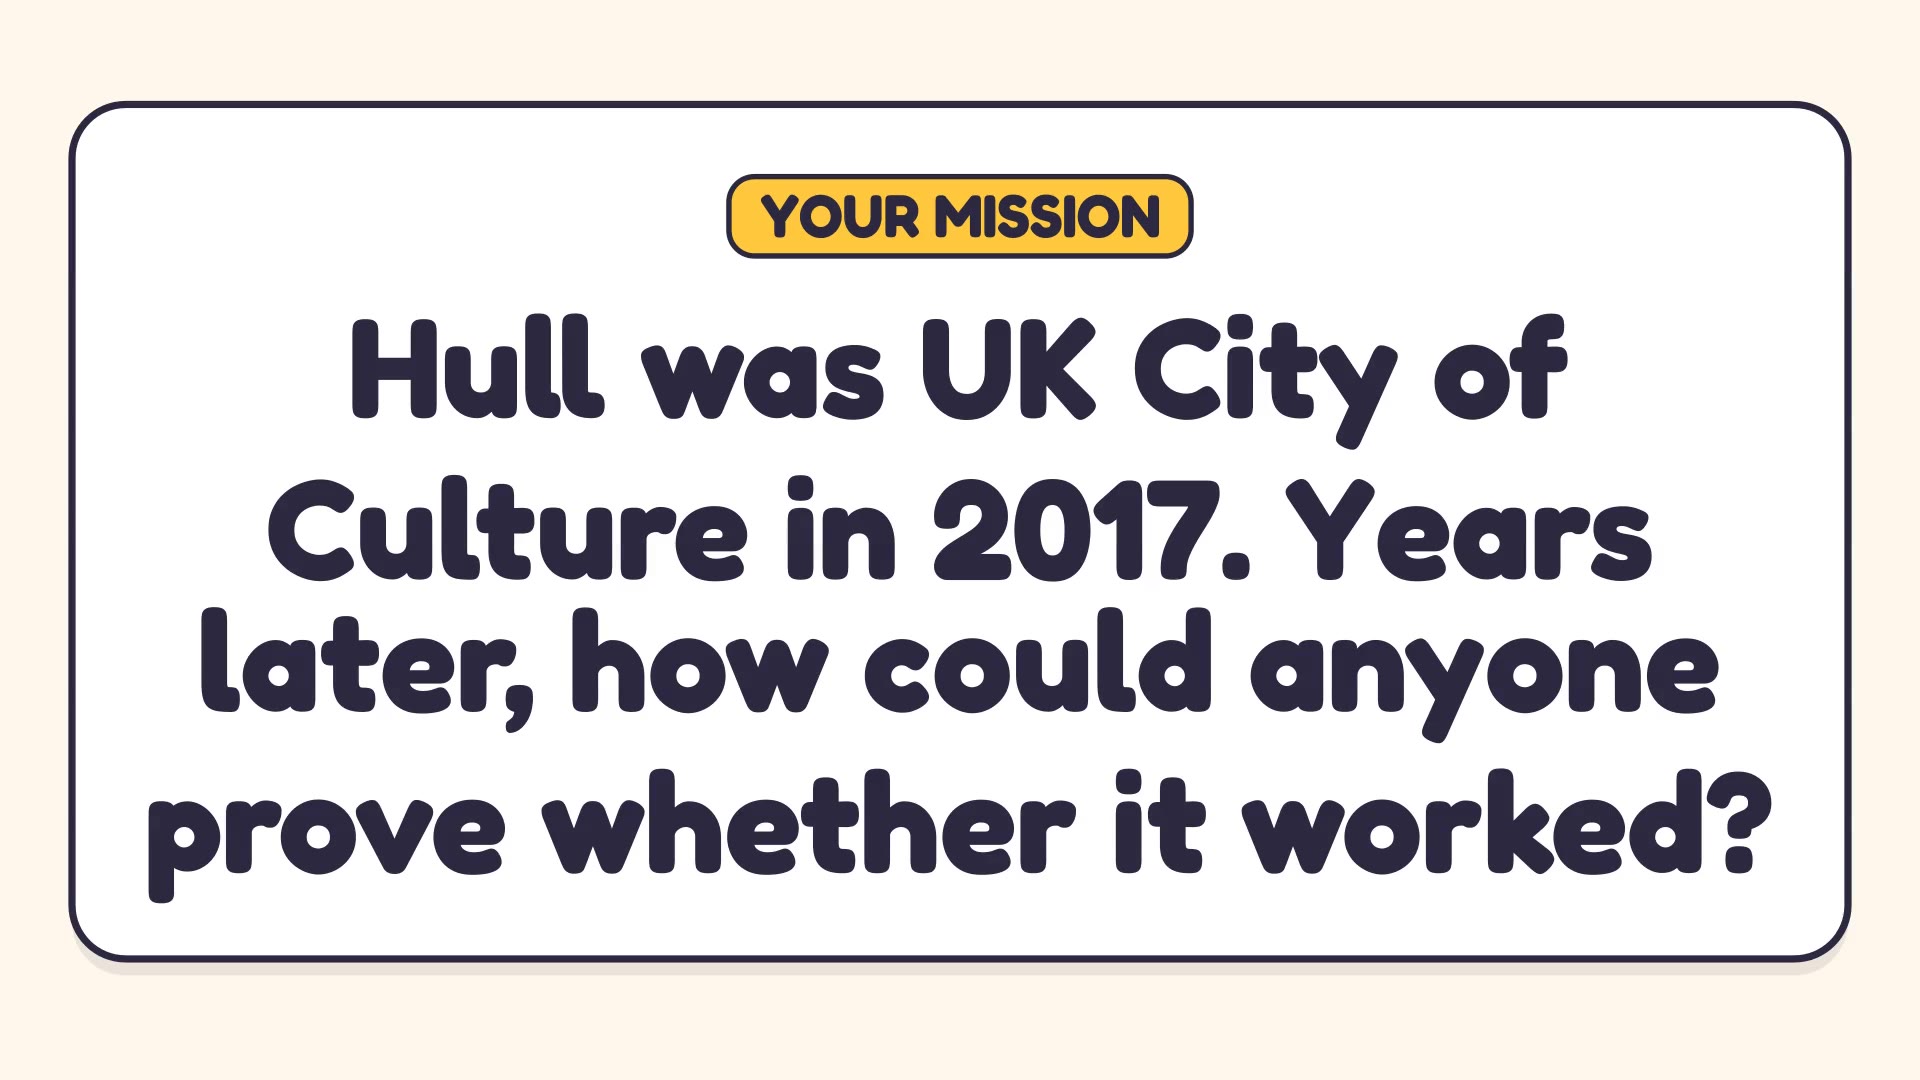 YOUR MISSION
Hull was UK City of
Culture in 2017. Years
later, how could anyone
prove whether it worked?